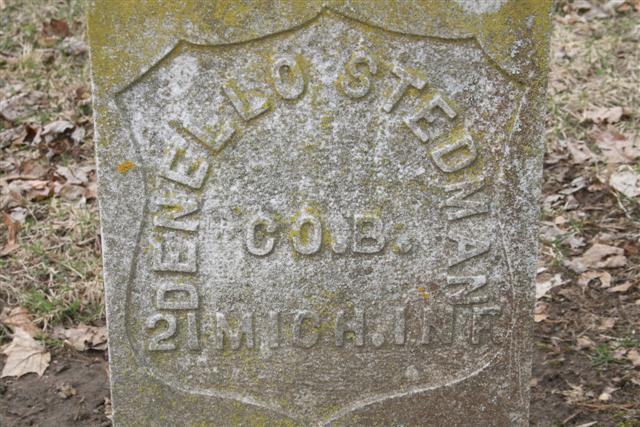 DENELLO STEDMAN
CO. B.
21 MICH. INF